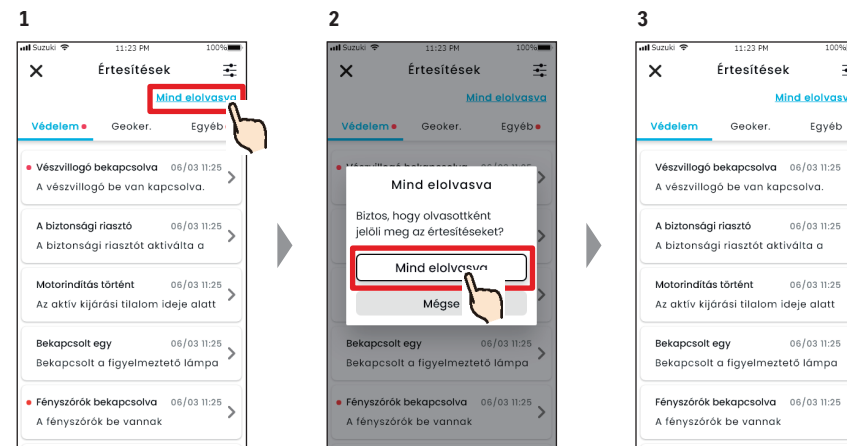 1
Suzuki 11:23 PM 100%
Értesítések
Mind elolvasva
Védelem Geoker. Egyéb
Vészvillogó bekapcsolva 06/03 11:25
A vészvillogó be van kapcsolva.
A biztonsági riasztó 06/03 11:25
A biztonsági riasztót aktiválta a
Motorindítás történt 06/03 11:25
Az aktív kijárási tilalom ideje alatt
Bekapcsolt egy 06/03 11:25
Bekapcsolt a figyelmeztető lámpa
Fényszórók bekapcsolva 06/03 11:25
A fényszórók be vannak
2
Suzuki 11:23 PM 100%
Értesítések
Mind elolvasva
Védelem Geoker. Egyéb
Vészvillogó bekapcsolva 06/03 11:25
Mind elolvasva
Biztos, hogy olvasottként
jelöli meg az értesítéseket?
Mind elolvasva
Mégse
Bekapcsolt egy 06/03 11:25
Bekapcsolt a figyelmeztető lámpa
Fényszórók bekapcsolva 06/03 11:25
A fényszórók be vannak
3
Suzuki 11:23 PM 100%
Értesítések
Mind elolvasv
Védelem Geoker. Egyéb
Vészvillogó bekapcsolva 06/03 11:25
A vészvillogó be van kapcsolva.
A biztonsági riasztó 06/03 11:25
A biztonsági riasztót aktiválta a
Motorindítás történt 06/03 11:25
Az aktív kijárási tilalom ideje alatt
Bekapcsolt egy 06/03 11:25
Bekapcsolt a figyelmeztető lámpa
Fényszórók bekapcsolva 06/03 11:25
A fényszórók be vannak